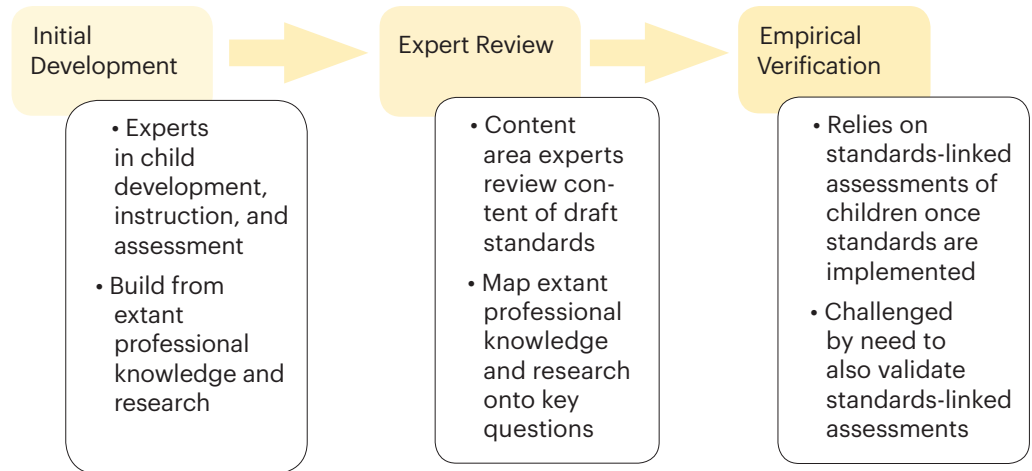 Initial
Development
• Experts
in child
development,
instruction, and
assessment
• Build from
extant
professional
knowledge and
research
Expert Review
• Content
area experts
review con-
tent of draft
standards
• Map extant
professional
knowledge
and research
onto key
questions
Empirical
Verification
• Relies on
standards-linked
assessments of
children once
standards are
implemented
• Challenged
by need to
also validate
standards-linked
assessments